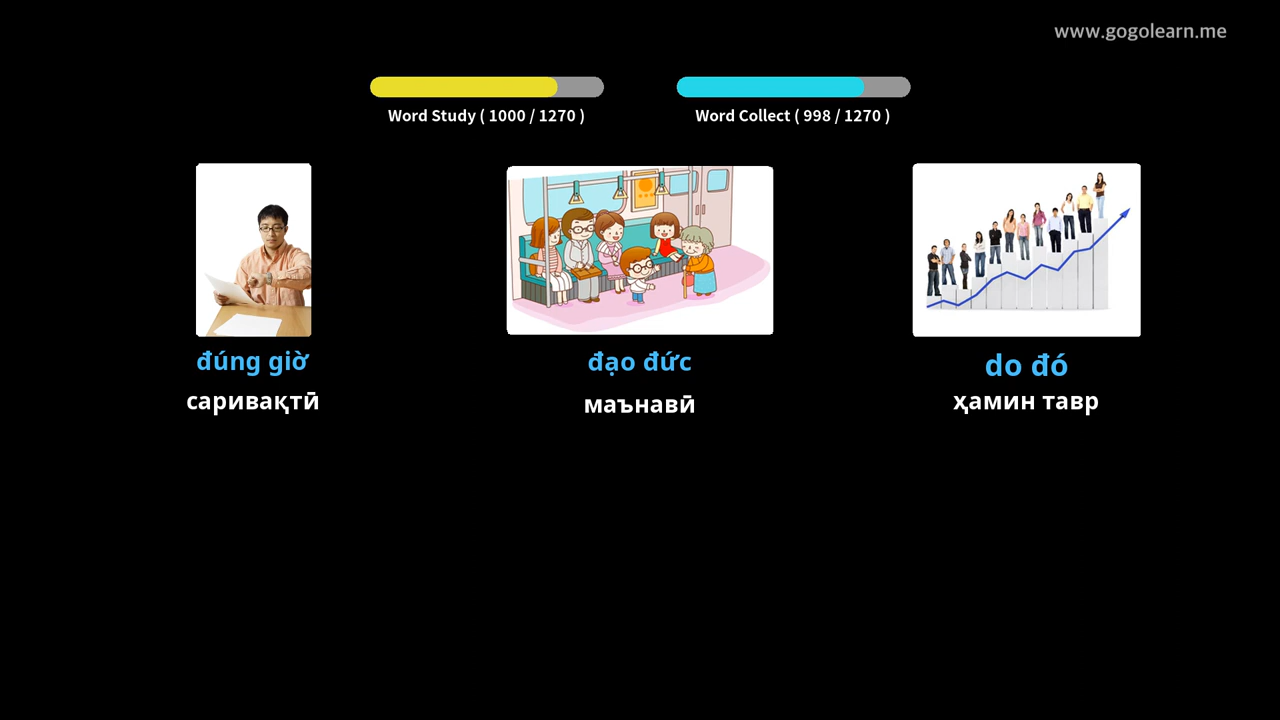 www.gogolearn.me
Word Study ( 1000 / 1270 )
Word Collect ( 998 / 1270 )
đúng giờ
đạo đức
do đó
саривақтӣ
маънавӣ
ҳамин тавр